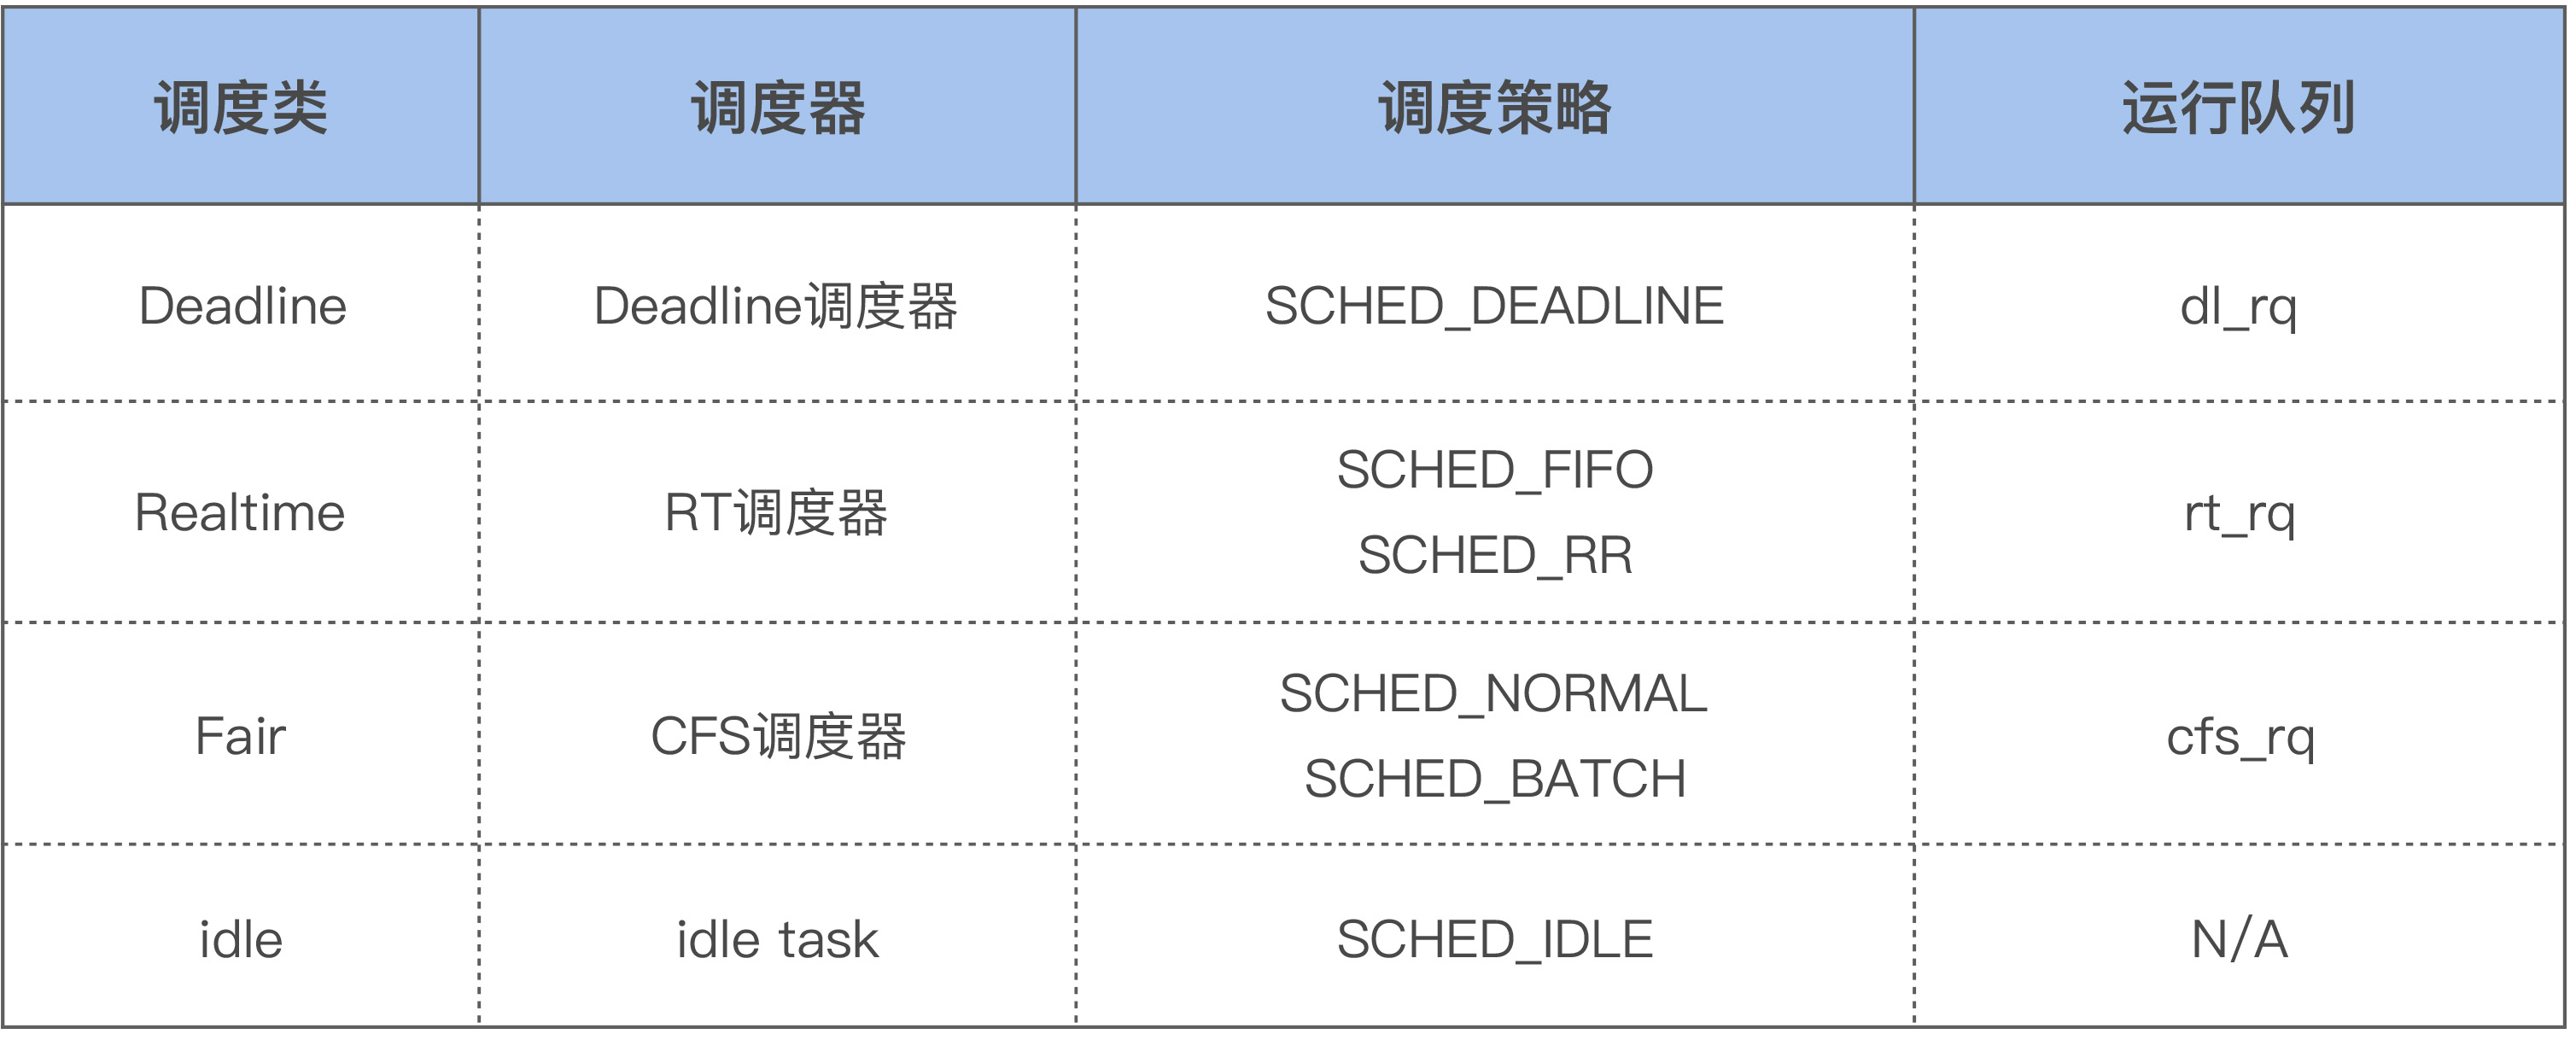 调度类 调度器 调度策略 运行队列
Deadline Deadline调度器 SCHED_DEADLINE dl_rq
Realtime RT调度器 SCHED_FIFO rt_rq
SCHED_RR
Fair CFS调度器 SCHED_NORMAL cfs_rq
SCHED_BATCH
idle idle task SCHED_IDLE N/A